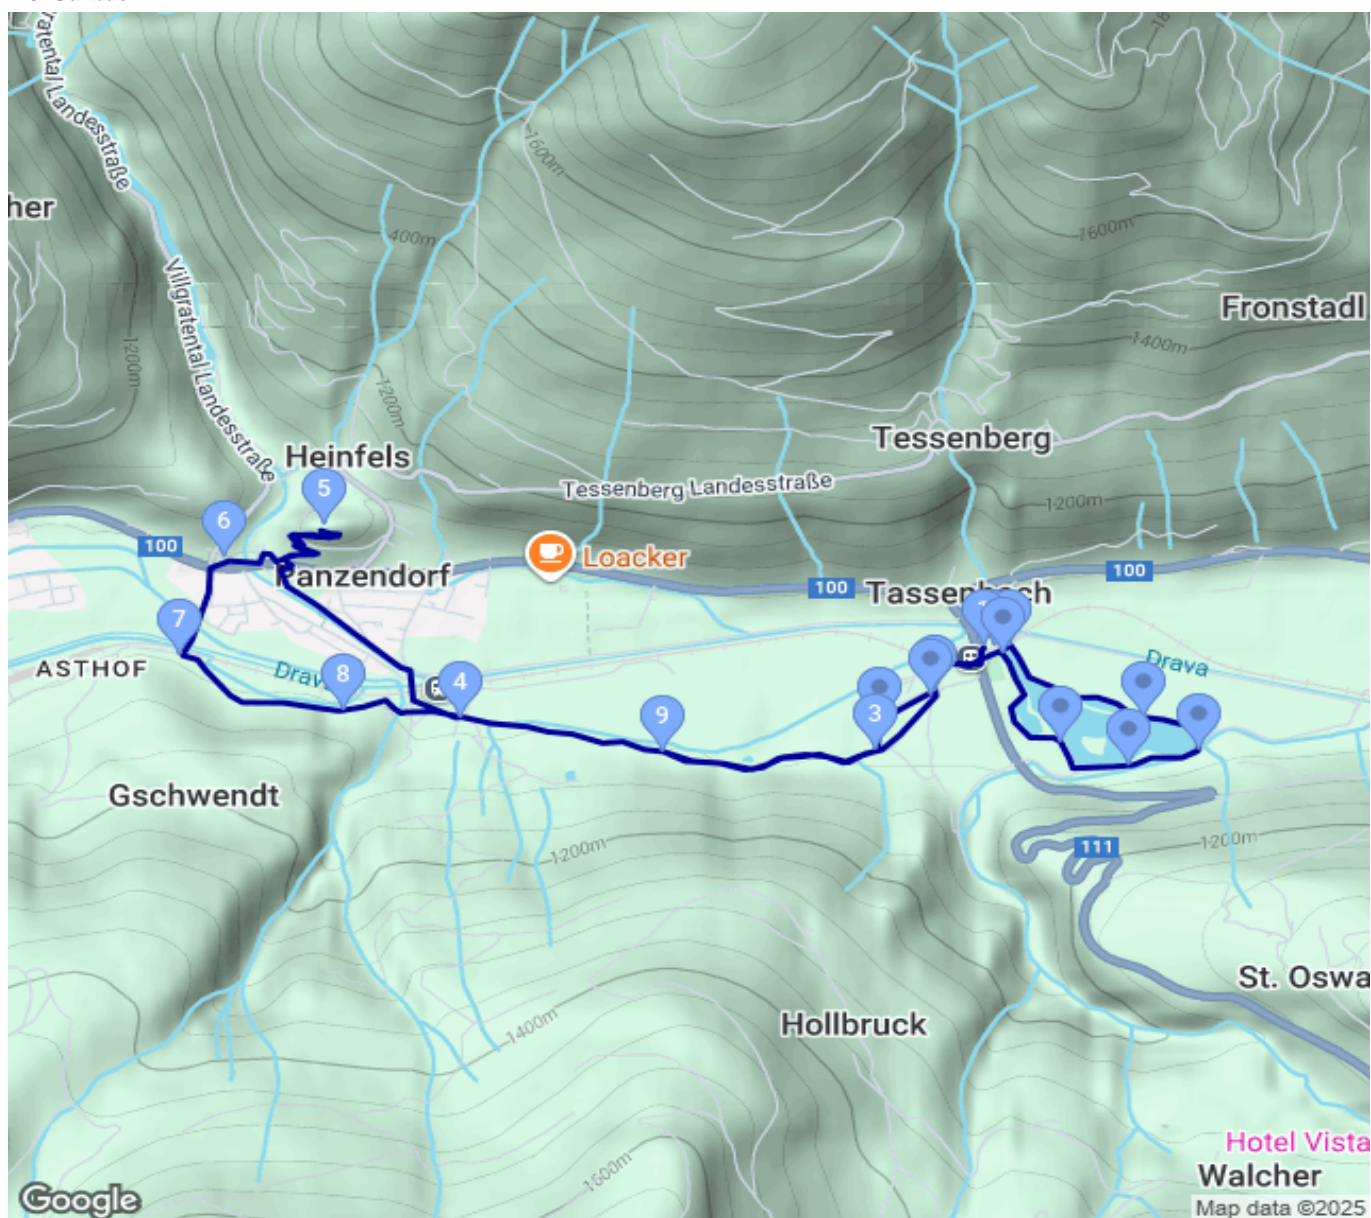 her
Villgratental Landesstraße
Villgratental Landesstraße
1600m
1400m
1600m
1200m
1200m
1400m
Fronstadl
Heinfels
Tessenberg
Tessenberg Landesstraße
1200m
5
6
100
Loacker
100
100
Panzendorf
Tassenbach
1
7
ASTHOF
Drava
Drava
8
4
9
3
Gschwendt
1200m
111
1200m
St. Oswa
1400m
Hollbruck
1600m
Hotel Vista
Walcher
Google
Map data ©2025